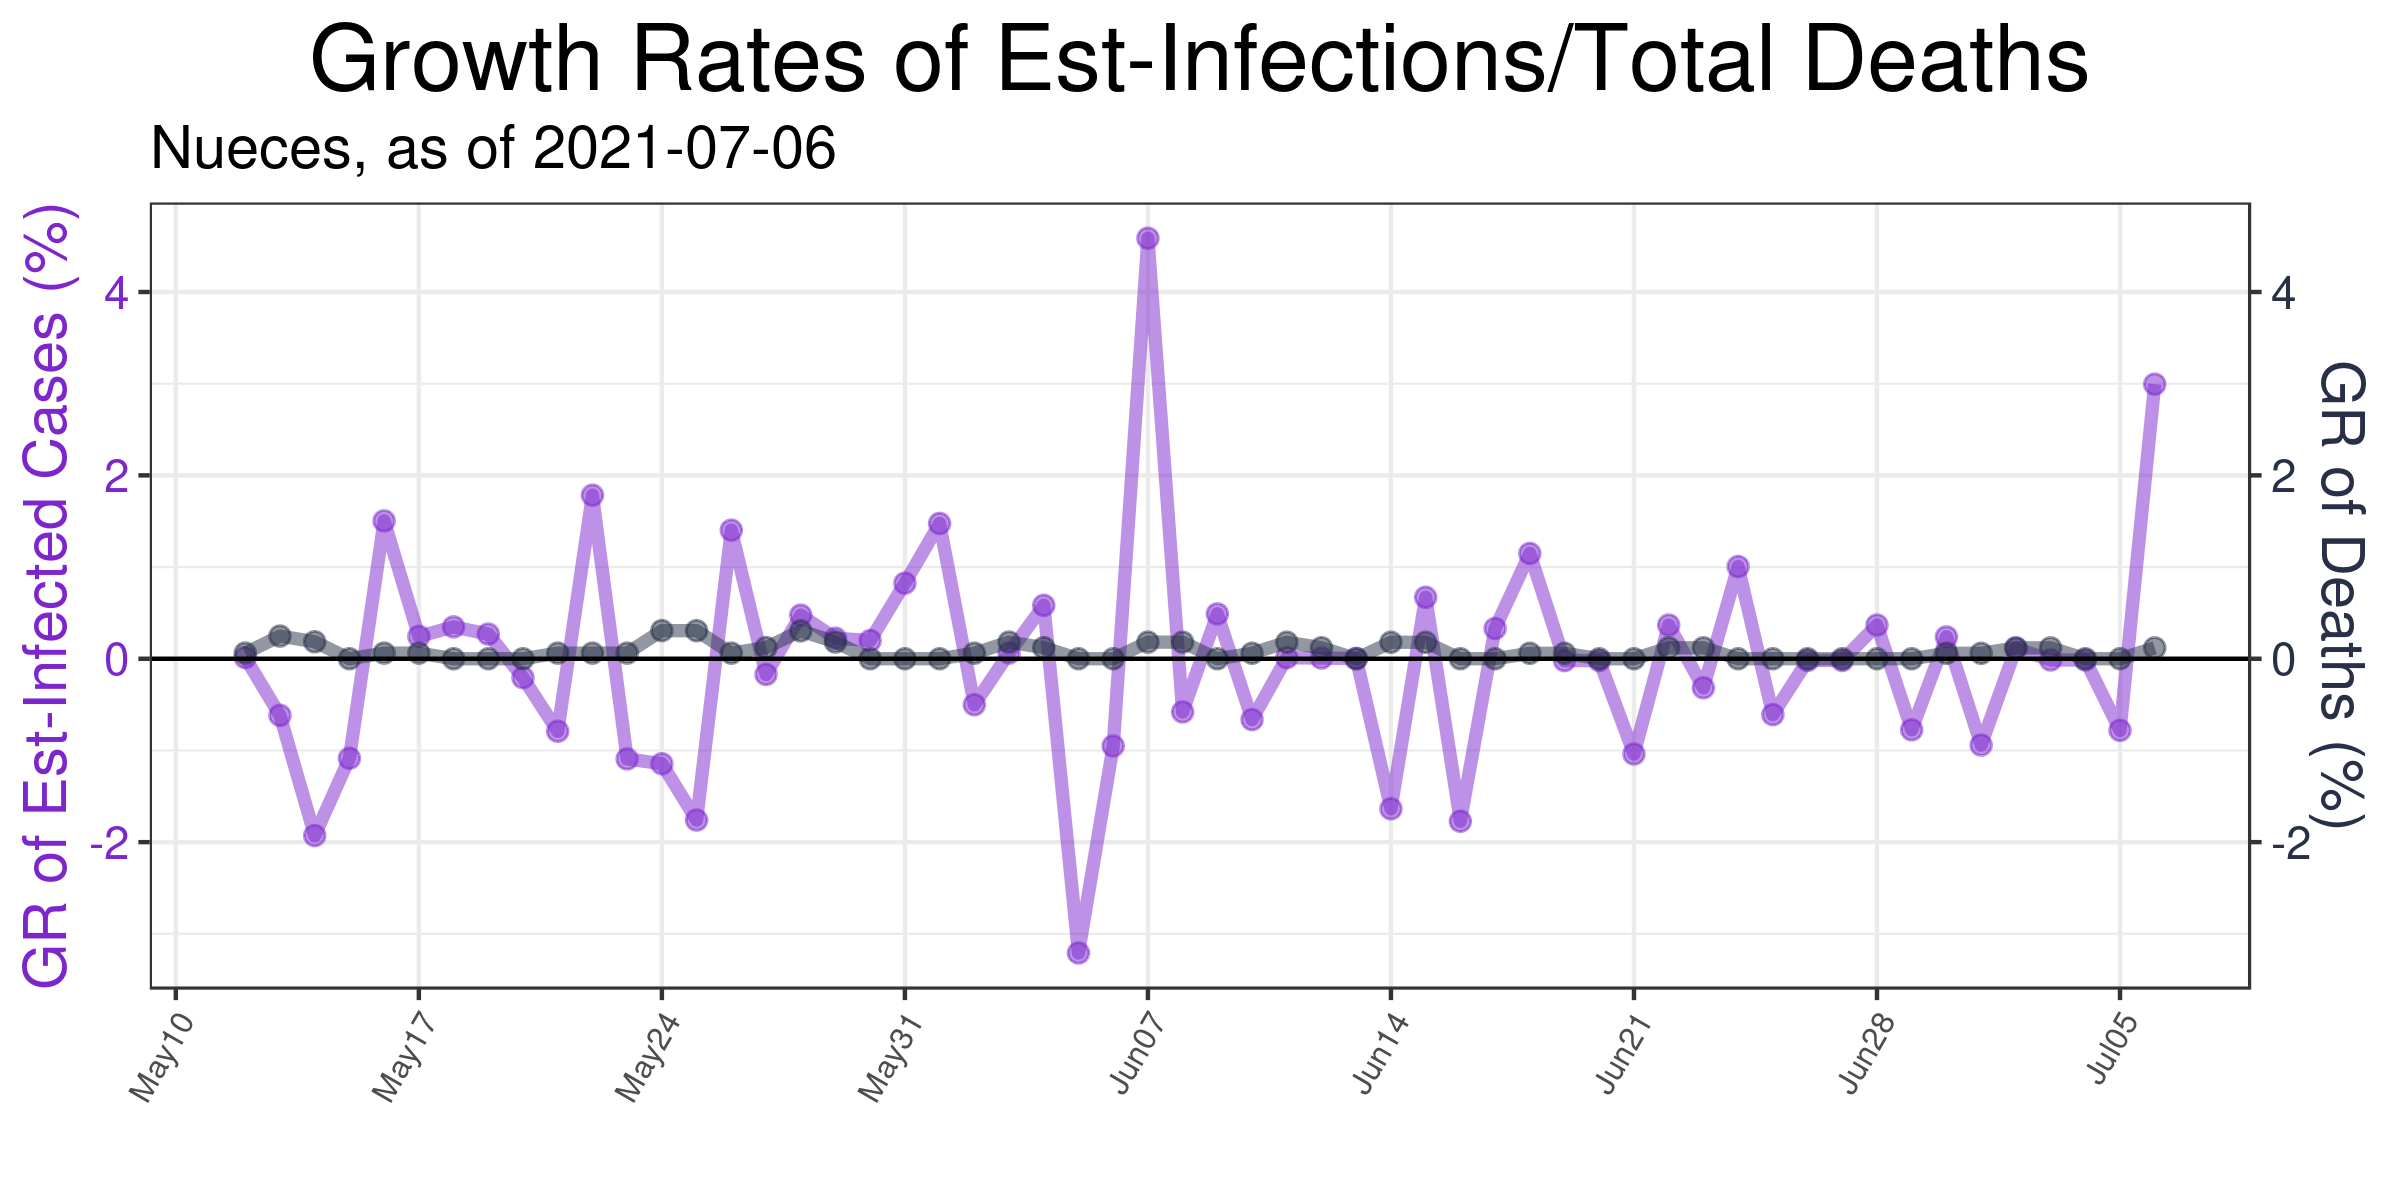 Growth Rates of Est-Infections/Total Deaths
Nueces, as of 2021-07-06
GR of Est-Infected Cases (%)
4
2
0
-2
4
2
0
-2
GR of Deaths (%)
May10
May17
May24
May31
Jun07
Jun14
Jun21
Jun28
Jul05